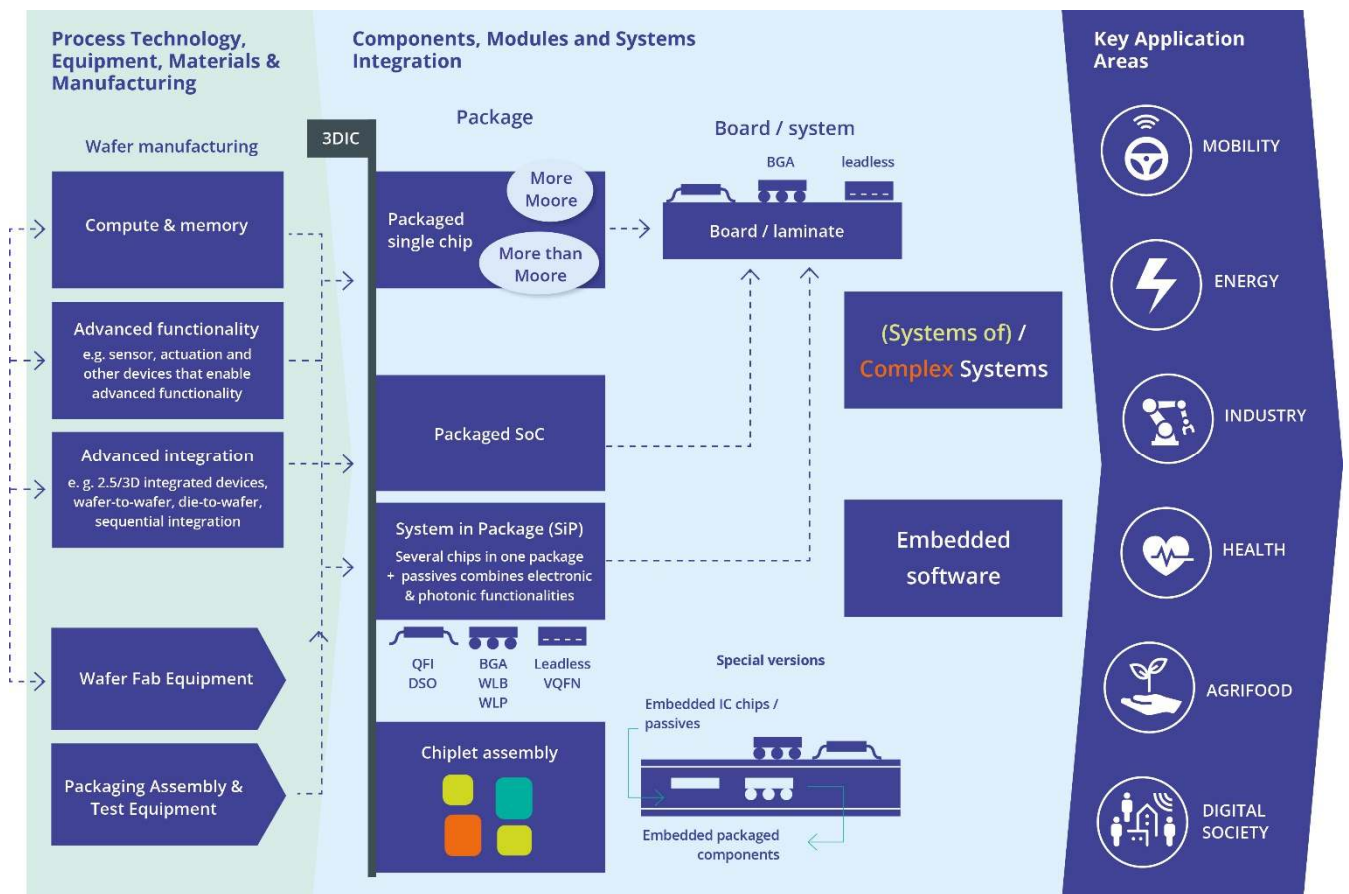 Process Technology,
Equipment, Materials &
Manufacturing
Wafer manufacturing
Compute & memory
Advanced functionality
e.g. sensor, actuation and
other devices that enable
advanced functionality
Advanced integration
e. g. 2.5/3D integrated devices,
wafer-to-wafer, die-to-wafer,
sequential integration
Wafer Fab Equipment
Packaging Assembly &
Test Equipment
Components, Modules and Systems
Integration
3DIC
Package
Packaged
single chip
More
Moore
More than
Moore
Packaged SoC
System in Package (SiP)
Several chips in one package
+ passives combines electronic
& photonic functionalities
QFI
DSO
BGA
WLB
WLP
Leadless
VQFN
Chiplet assembly
Board / system
BGA
leadless
Board / laminate
(Systems of) /
Complex Systems
Embedded
software
Special versions
Embedded IC chips /
passives
Embedded packaged
components
Key Application
Areas
MOBILITY
ENERGY
INDUSTRY
HEALTH
AGRIFOOD
DIGITAL
SOCIETY